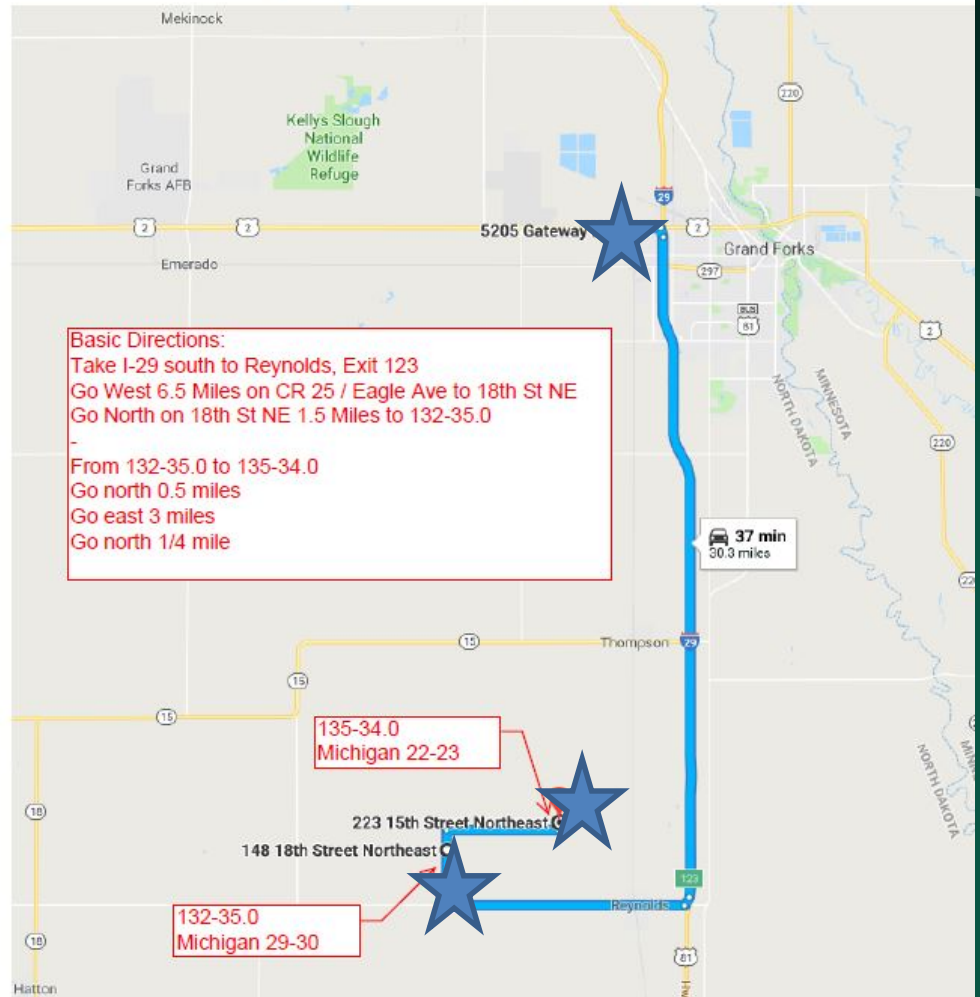 Mekinock
220
Kellys Slough
National
Wildlife
Refuge
Grand
Forks AFB
29
2
2
5205 Gateway
2
Grand Forks
Emerado
297
BUS
81
2
Basic Directions:
Take I-29 south to Reynolds, Exit 123
Go West 6.5 Miles on CR 25 / Eagle Ave to 18th St NE
Go North on 18th St NE 1.5 Miles to 132-35.0
-
From 132-35.0 to 135-34.0
Go north 0.5 miles
Go east 3 miles
Go north 1/4 mile
MINNESOTA
NORTH DAKOTA
220
37 min
30.3 miles
15
Thompson
29
15
15
135-34.0
Michigan 22-23
NORTH DAKOTA
18
223 15th Street Northeast
148 18th Street Northeast
123
Reynolds
132-35.0
Michigan 29-30
18
81
Hatton